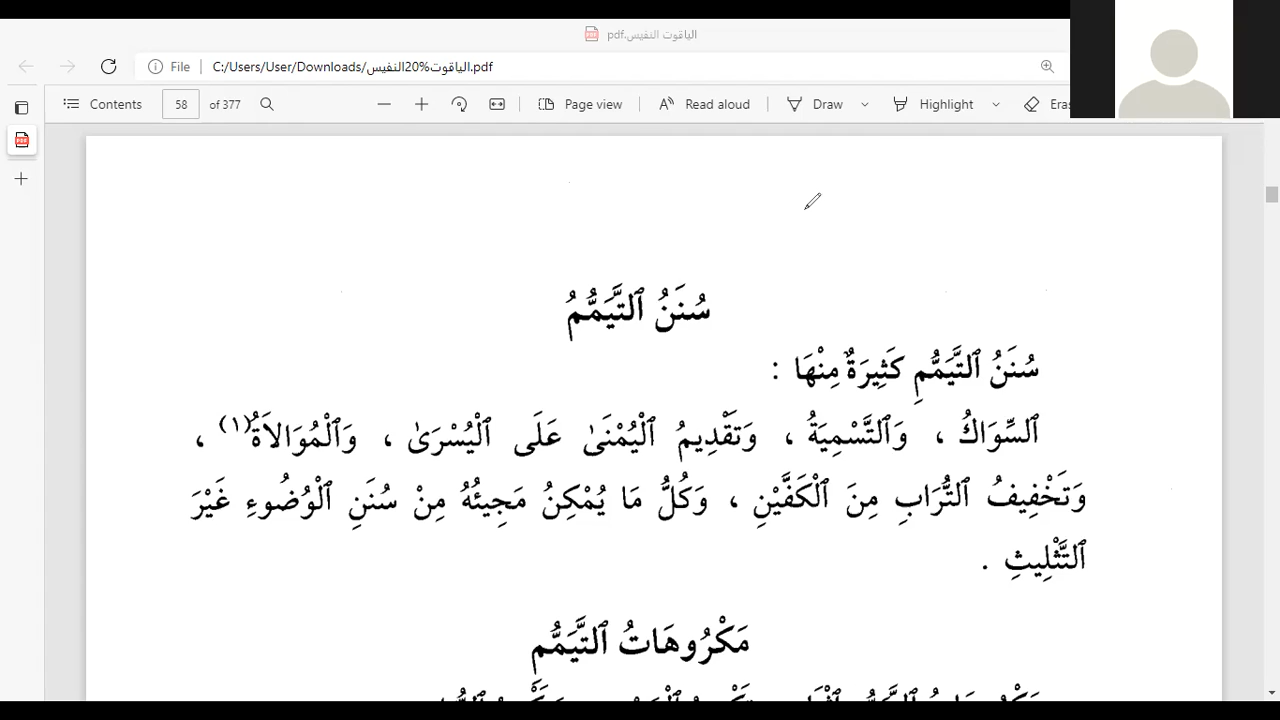 الياقوت النفيس.pdf
File C:/Users/User/Downloads/الياقوت%20النفيس.pdf
Contents 58 of 377 Page view Read aloud Draw Highlight
سُنَنُ ٱلتَّيَمُّمُ
سُنَنُ ٱلتَّيَمُّمِ كَثِيرَةٌ مِنْهَا :
ٱلسِّوَاكُ ، وَٱلتَّسْمِيَةُ ، وَتَقْدِيمُ ٱلْيُمْنَىٰ عَلَى ٱلْيُسْرَىٰ ، وَٱلْمُوَالاَةُ(١) ،
وَتَخْفِيفُ ٱلتُّرَابِ مِنَ ٱلْكَفَّيْنِ ، وَكُلُّ مَا يُمْكِنُ مَجِيئُهُ مِنْ سُنَنِ ٱلْوُضُوءِ غَيْرَ
ٱلتَّثْلِيثِ .
مَكْرُوهَاتُ ٱلتَّيَمُّمِ